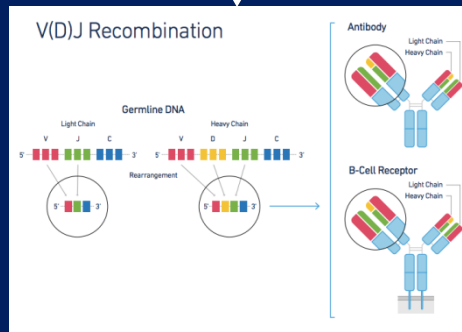 V(D)J Recombination
Germline DNA
Light Chain
Heavy Chain
V J C
V D J C
5' 3'
5' 3'
Rearrangement
5' 3'
5' 3'
Antibody
Light Chain
Heavy Chain
B-Cell Receptor
Light Chain
Heavy Chain